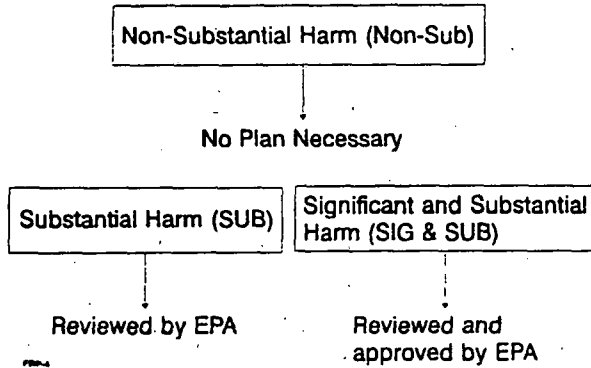 Non-Substantial Harm (Non-Sub)
No Plan Necessary
Substantial Harm (SUB)
Significant and Substantial
Harm (SIG & SUB)
Reviewed by EPA
Reviewed and
approved by EPA